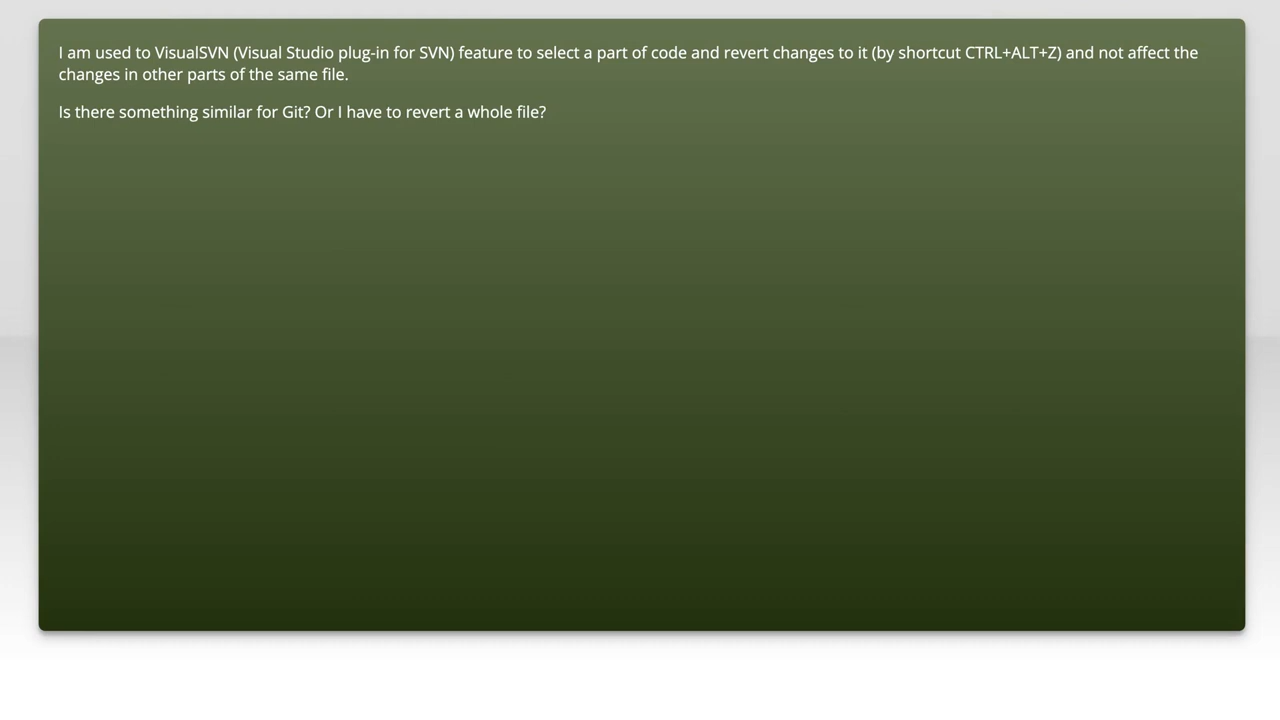 I am used to VisualSVN (Visual Studio plug-in for SVN) feature to select a part of code and revert changes to it (by shortcut CTRL+ALT+Z) and not affect the
changes in other parts of the same file.
Is there something similar for Git? Or I have to revert a whole file?